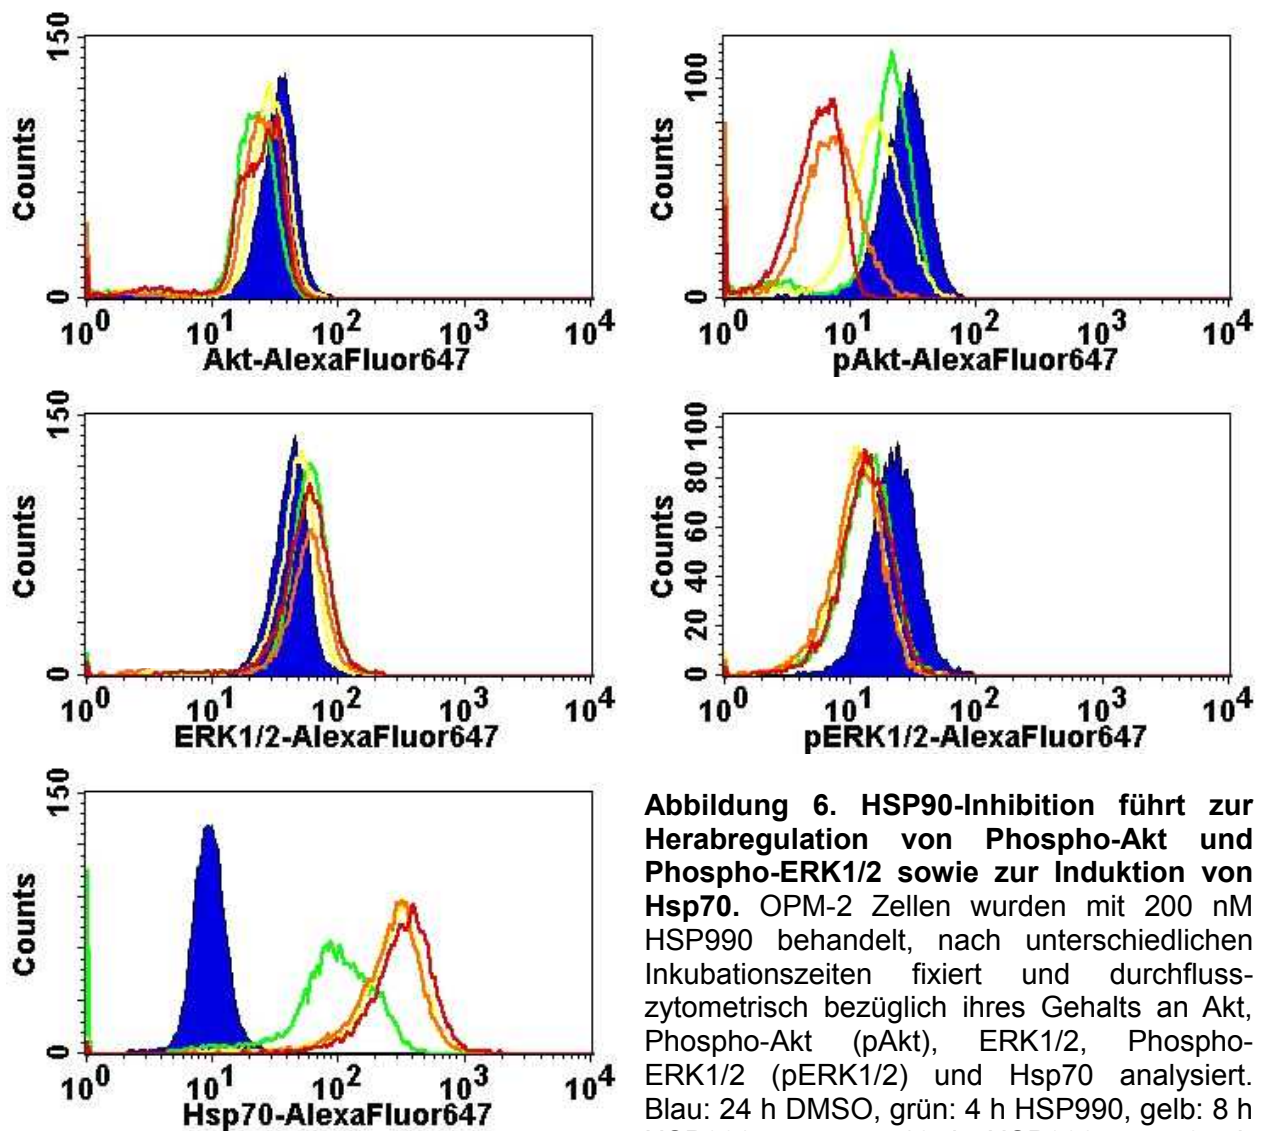 150
Counts
0
10^0 10^1 10^2 10^3 10^4
Akt-AlexaFluor647
100
Counts
0
10^0 10^1 10^2 10^3 10^4
pAkt-AlexaFluor647
150
Counts
0
10^0 10^1 10^2 10^3 10^4
ERK1/2-AlexaFluor647
100
80
60
40
20
0
Counts
10^0 10^1 10^2 10^3 10^4
pERK1/2-AlexaFluor647
150
Counts
0
10^0 10^1 10^2 10^3 10^4
Hsp70-AlexaFluor647
Abbildung 6. HSP90-Inhibition führt zur
Herabregulation von Phospho-Akt und
Phospho-ERK1/2 sowie zur Induktion von
Hsp70. OPM-2 Zellen wurden mit 200 nM
HSP990 behandelt, nach unterschiedlichen
Inkubationszeiten fixiert und durchfluss-
zytometrisch bezüglich ihres Gehalts an Akt,
Phospho-Akt (pAkt), ERK1/2, Phospho-
ERK1/2 (pERK1/2) und Hsp70 analysiert.
Blau: 24 h DMSO, grün: 4 h HSP990, gelb: 8 h